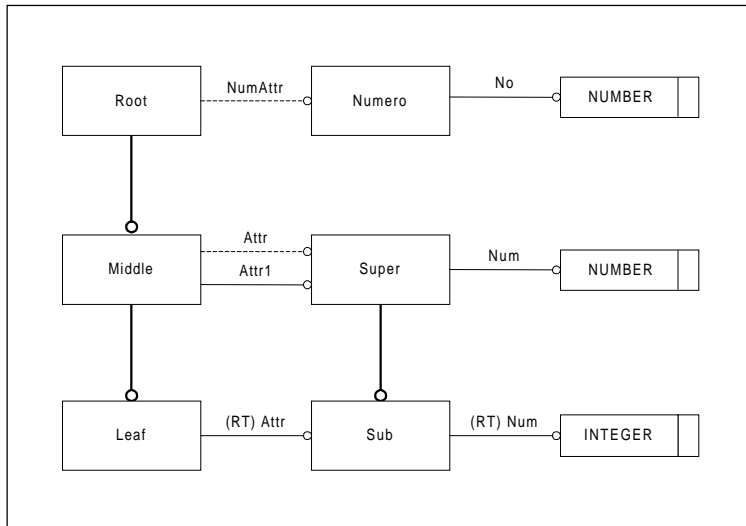 Root
NumAttr
Numero
No
NUMBER
Middle
Attr
Attr1
Super
Num
NUMBER
Leaf
(RT) Attr
Sub
(RT) Num
INTEGER